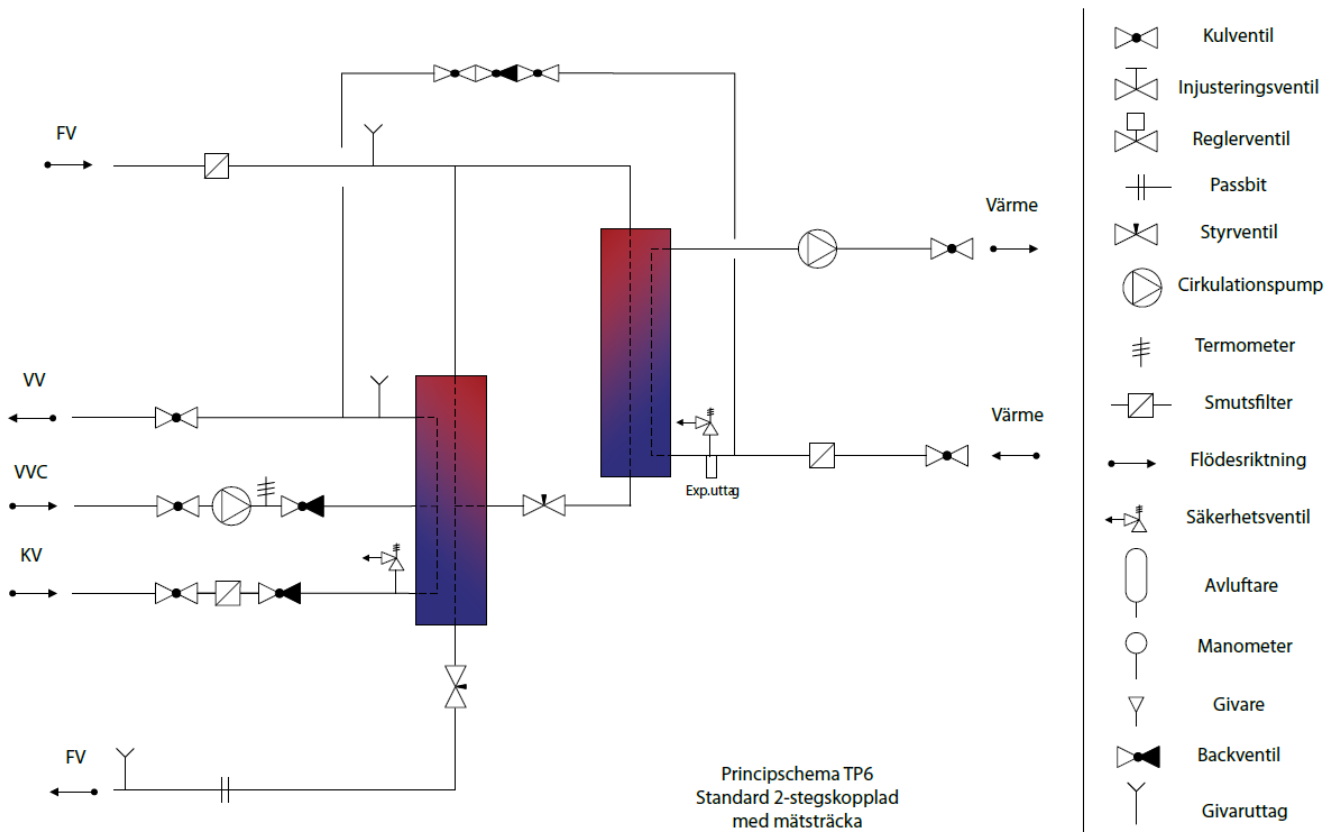 FV
Värme
VV
Värme
VVC
Exp.uttag
KV
FV
Principschema TP6
Standard 2-stegskopplad
med mätsträcka
Kulventil
Injusteringsventil
Reglerventil
Passbit
Styrventil
Cirkulationspump
Termometer
Smutsfilter
Flödesriktning
Säkerhetsventil
Avluftare
Manometer
Givare
Backventil
Givaruttag